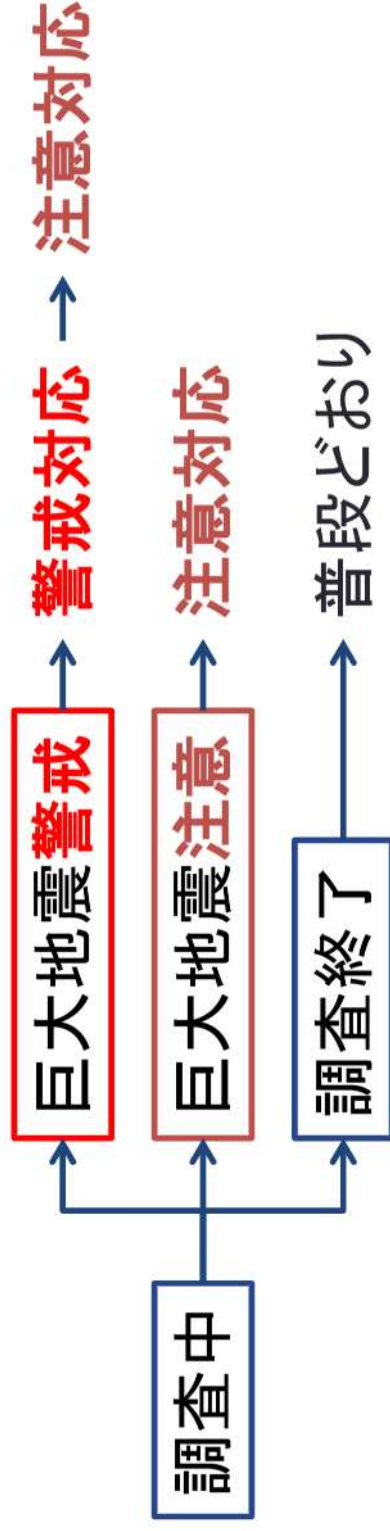 調査中
巨大地震警戒
警戒対応
注意対応
巨大地震注意
注意対応
調査終了
普段どおり